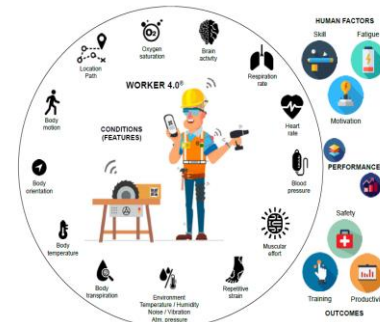 HUMAN FACTORS
Skill
Fatigue
Motivation
PERFORMANCE
Safety
Training
OUTCOMES
O₂
Oxygen
saturation
Brain
activity
Location
Path
Respiration
rate
WORKER 4.0®
Body
motion
CONDITIONS
(FEATURES)
Heart
rate
Body
orientation
Blood
pressure
Body
temperature
Muscular
effort
Body
transpiration
Environment
Temperature / Humidity
Noise / Vibration
Atm. pressure
Repetitive
strain